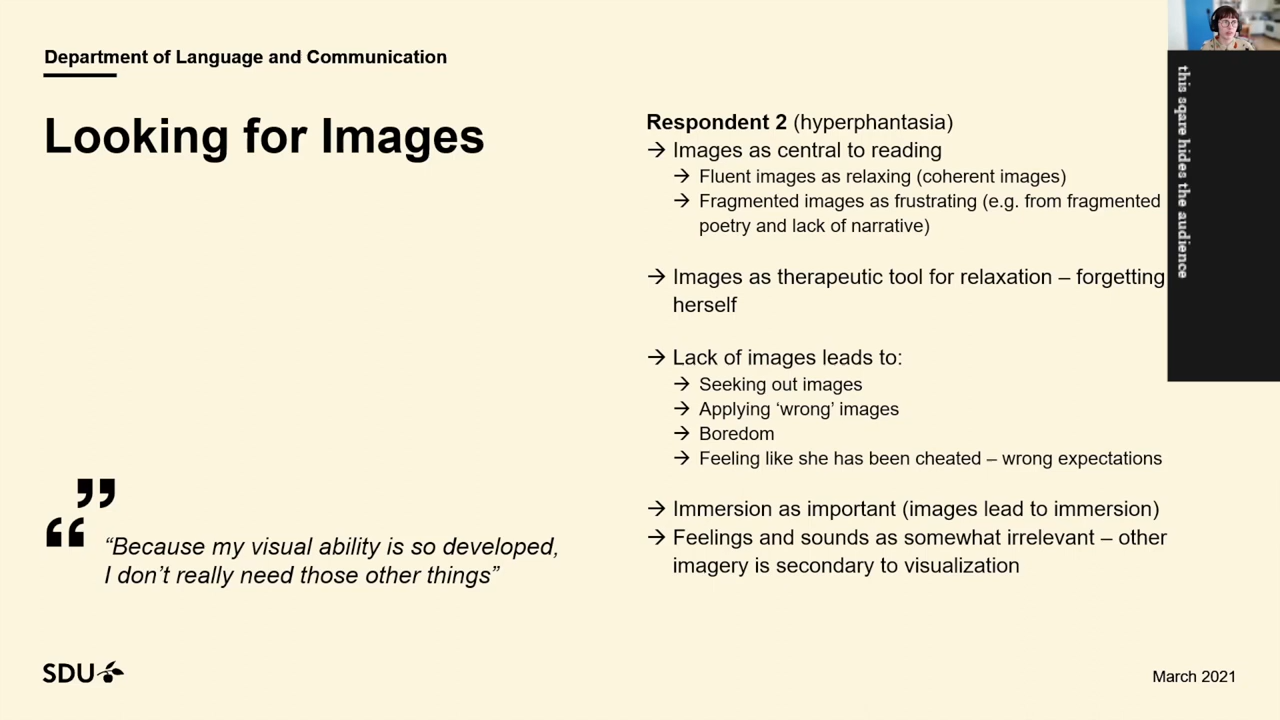 Department of Language and Communication
Looking for Images
”
“
“Because my visual ability is so developed,
I don’t really need those other things”
Respondent 2 (hyperphantasia)
→ Images as central to reading
→ Fluent images as relaxing (coherent images)
→ Fragmented images as frustrating (e.g. from fragmented
poetry and lack of narrative)
→ Images as therapeutic tool for relaxation – forgetting
herself
→ Lack of images leads to:
→ Seeking out images
→ Applying ‘wrong’ images
→ Boredom
→ Feeling like she has been cheated – wrong expectations
→ Immersion as important (images lead to immersion)
→ Feelings and sounds as somewhat irrelevant – other
imagery is secondary to visualization
this sqare hides the audience
SDU
March 2021